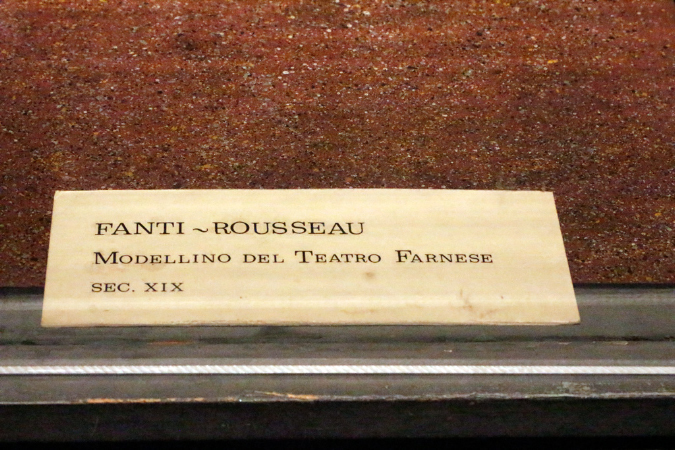 FANTI ~ ROUSSEAU
MODELLINO DEL TEATRO FARNESE
SEC. XIX